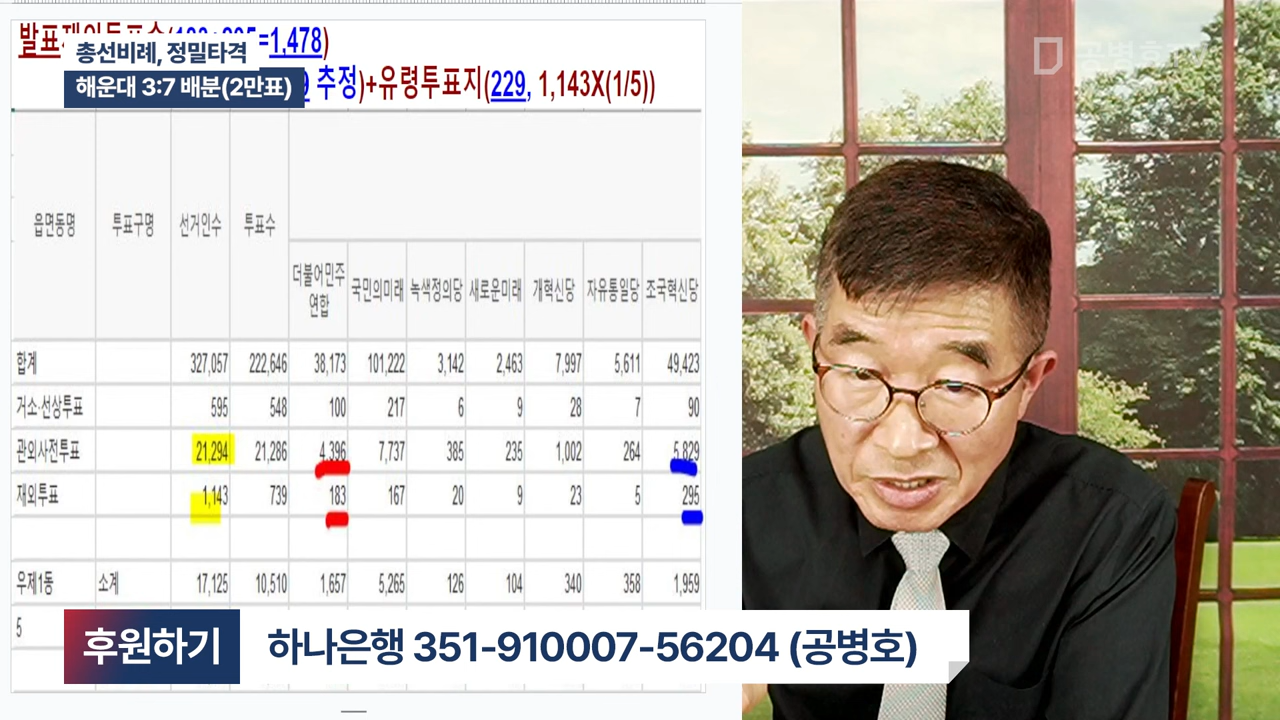 발표
=1,478)
총선비례, 정밀타격
해운대 3:7 배분(2만표)
추정)+유령투표지(229, 1,143X(1/5))
공병호
읍면동명 투표구명 선거인수 투표수
더불어민주연합 국민의미래 녹색정의당 새로운미래 개혁신당 자유통일당 조국혁신당
합계 327,057 222,646 38,173 101,222 3,142 2,463 7,997 5,611 49,423
거소·선상투표 595 548 100 217 6 9 28 7 90
관외사전투표 21,294 21,286 4,396 7,737 385 235 1,002 264 5,829
재외투표 1,143 739 183 167 20 9 23 5 295
우제1동 소계 17,125 10,510 1,657 5,265 126 104 340 358 1,959
5
후원하기 하나은행 351-910007-56204 (공병호)